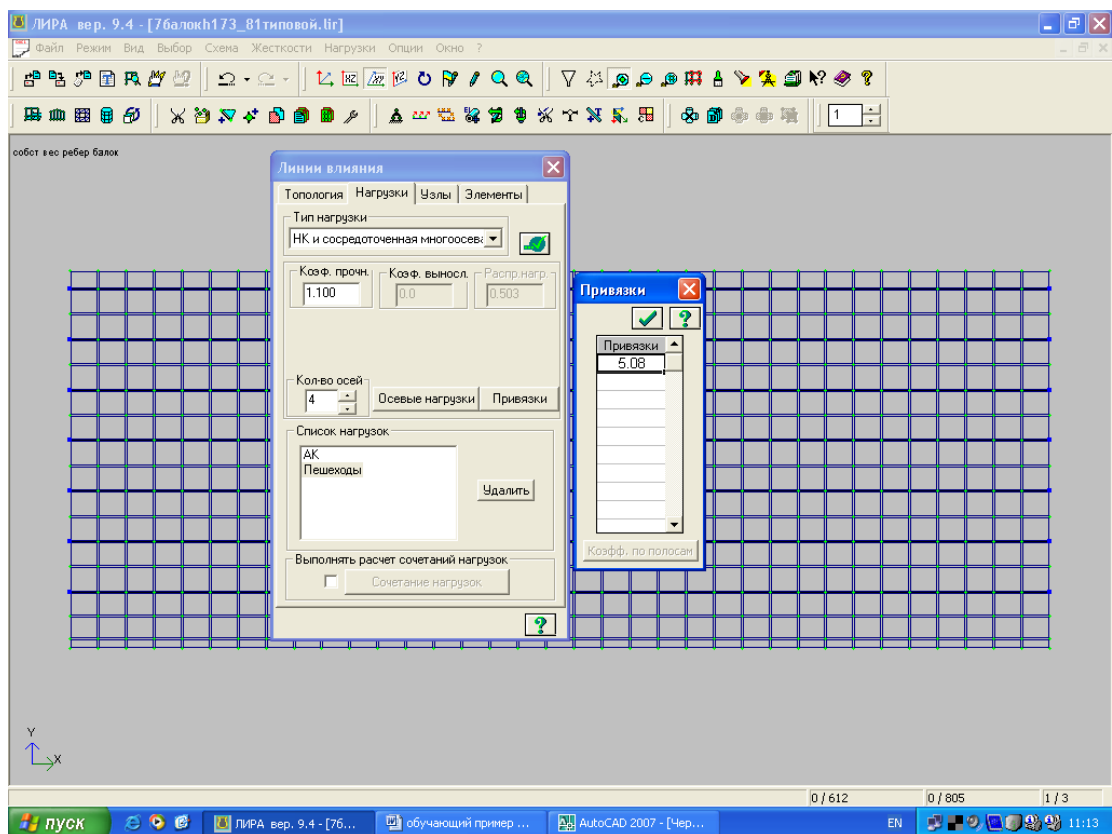 ЛИРА вер. 9.4 - [7балокh173_81типовой.lir]
Файл Режим Вид Выбор Схема Жесткости Нагрузки Опции Окно ?
1
собст вес ребер балок
Линии влияния
Топология Нагрузки Узлы Элементы
Тип нагрузки
НК и сосредоточенная многоосева
Коэф. прочн. Коэф. выносл. Распр.нагр.
1.100 0.0 0.503
Кол-во осей
4 Осевые нагрузки Привязки
Список нагрузок
АК
Пешеходы
Удалить
Выполнять расчет сочетаний нагрузок
Сочетание нагрузок
Привязки
Привязки
5.08
Коэфф. по полосам
Y
X
0 / 612 0 / 805 1 / 3
пуск ЛИРА вер. 9.4 - [7б... обучающий пример ... AutoCAD 2007 - [Чер... EN 11:13